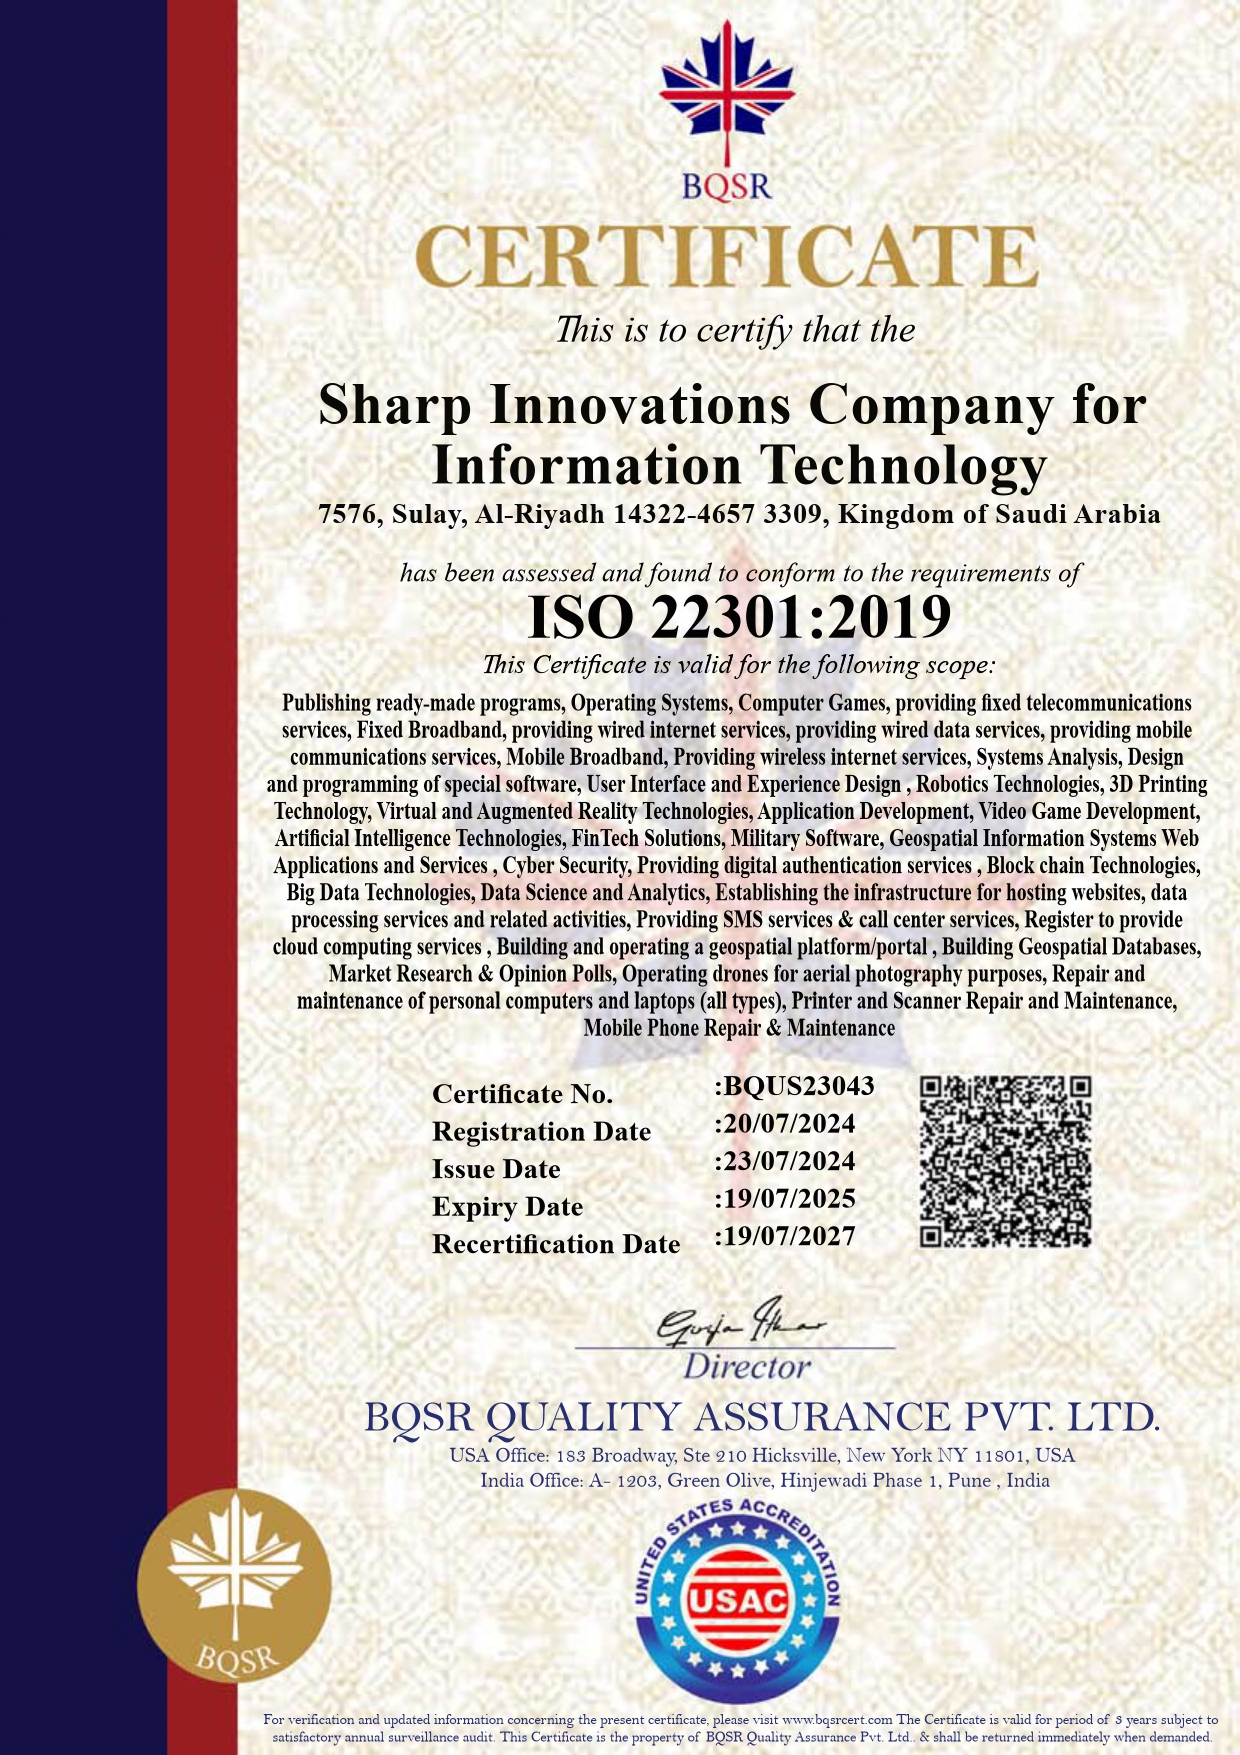 BQSR
CERTIFICATE
This is to certify that the
Sharp Innovations Company for
Information Technology
7576, Sulay, Al-Riyadh 14322-4657 3309, Kingdom of Saudi Arabia
has been assessed and found to conform to the requirements of
ISO 22301:2019
This Certificate is valid for the following scope:
Publishing ready-made programs, Operating Systems, Computer Games, providing fixed telecommunications
services, Fixed Broadband, providing wired internet services, providing wired data services, providing mobile
communications services, Mobile Broadband, Providing wireless internet services, Systems Analysis, Design
and programming of special software, User Interface and Experience Design , Robotics Technologies, 3D Printing
Technology, Virtual and Augmented Reality Technologies, Application Development, Video Game Development,
Artificial Intelligence Technologies, FinTech Solutions, Military Software, Geospatial Information Systems Web
Applications and Services , Cyber Security, Providing digital authentication services , Block chain Technologies,
Big Data Technologies, Data Science and Analytics, Establishing the infrastructure for hosting websites, data
processing services and related activities, Providing SMS services & call center services, Register to provide
cloud computing services , Building and operating a geospatial platform/portal , Building Geospatial Databases,
Market Research & Opinion Polls, Operating drones for aerial photography purposes, Repair and
maintenance of personal computers and laptops (all types), Printer and Scanner Repair and Maintenance,
Mobile Phone Repair & Maintenance
Certificate No. :BQUS23043
Registration Date :20/07/2024
Issue Date :23/07/2024
Expiry Date :19/07/2025
Recertification Date :19/07/2027
Director
BQSR QUALITY ASSURANCE PVT. LTD.
USA Office: 183 Broadway, Ste 210 Hicksville, New York NY 11801, USA
India Office: A- 1203, Green Olive, Hinjewadi Phase 1, Pune , India
UNITED STATES ACCREDITATION
USAC
BQSR
For verification and updated information concerning the present certificate, please visit www.bqsrcert.com The Certificate is valid for period of 3 years subject to
satisfactory annual surveillance audit. This Certificate is the property of BQSR Quality Assurance Pvt. Ltd.. & shall be returned immediately when demanded.